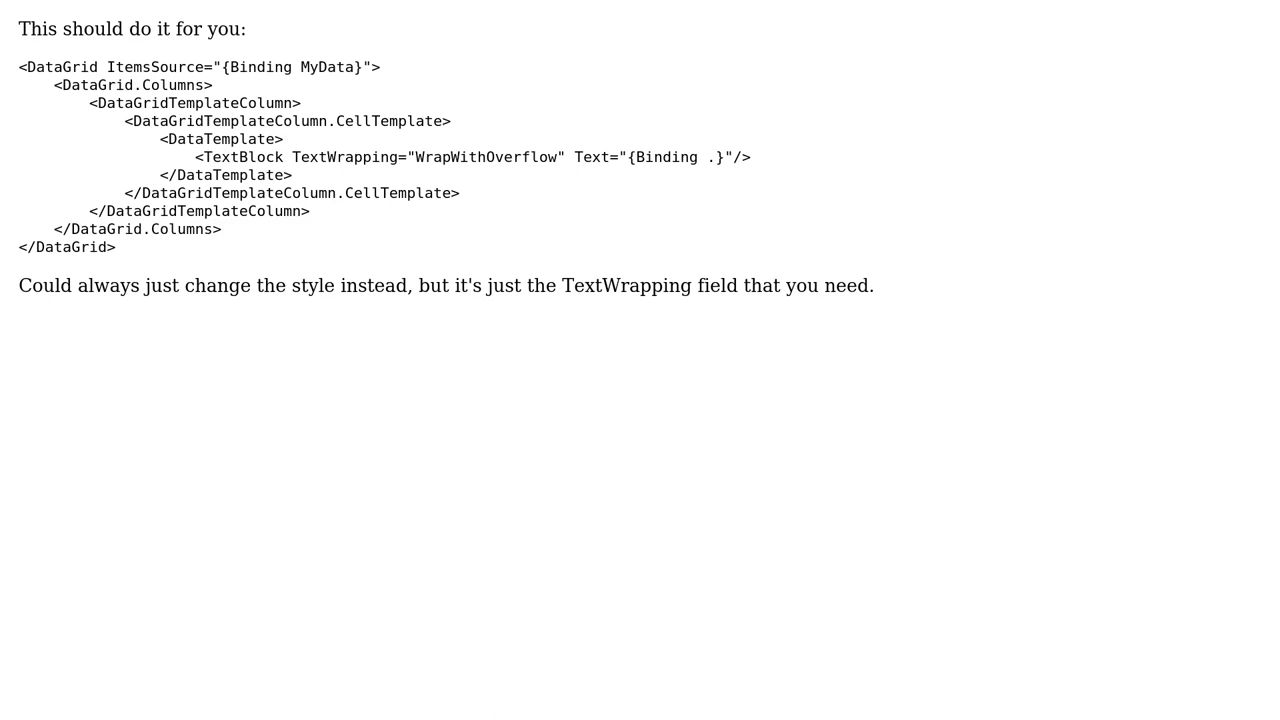 This should do it for you:
<DataGrid ItemsSource="{Binding MyData}">
    <DataGrid.Columns>
        <DataGridTemplateColumn>
            <DataGridTemplateColumn.CellTemplate>
                <DataTemplate>
                    <TextBlock TextWrapping="WrapWithOverflow" Text="{Binding .}"/>
                </DataTemplate>
            </DataGridTemplateColumn.CellTemplate>
        </DataGridTemplateColumn>
    </DataGrid.Columns>
</DataGrid>
Could always just change the style instead, but it's just the TextWrapping field that you need.